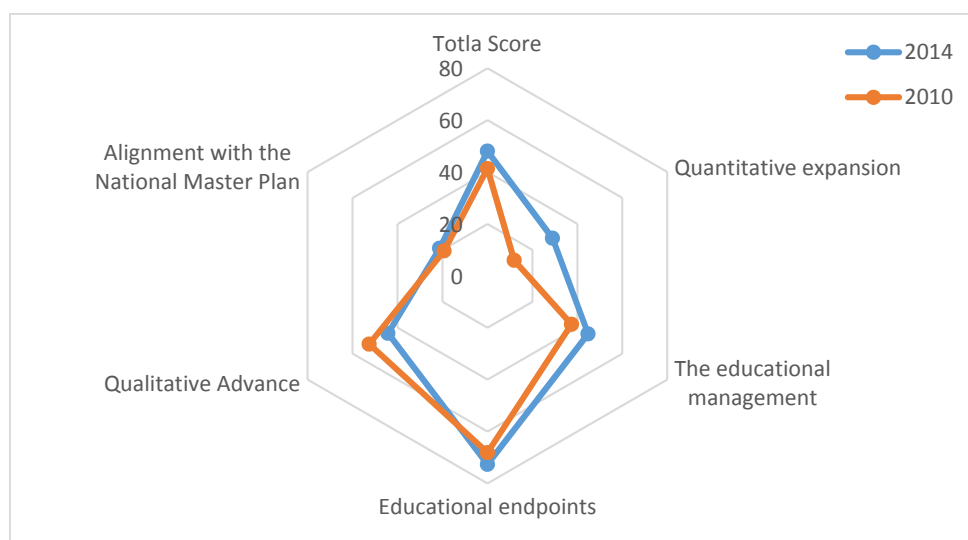 Totla Score
2014
2010
80
60
40
20
0
Alignment with the
National Master Plan
Quantitative expansion
Qualitative Advance
The educational
management
Educational endpoints